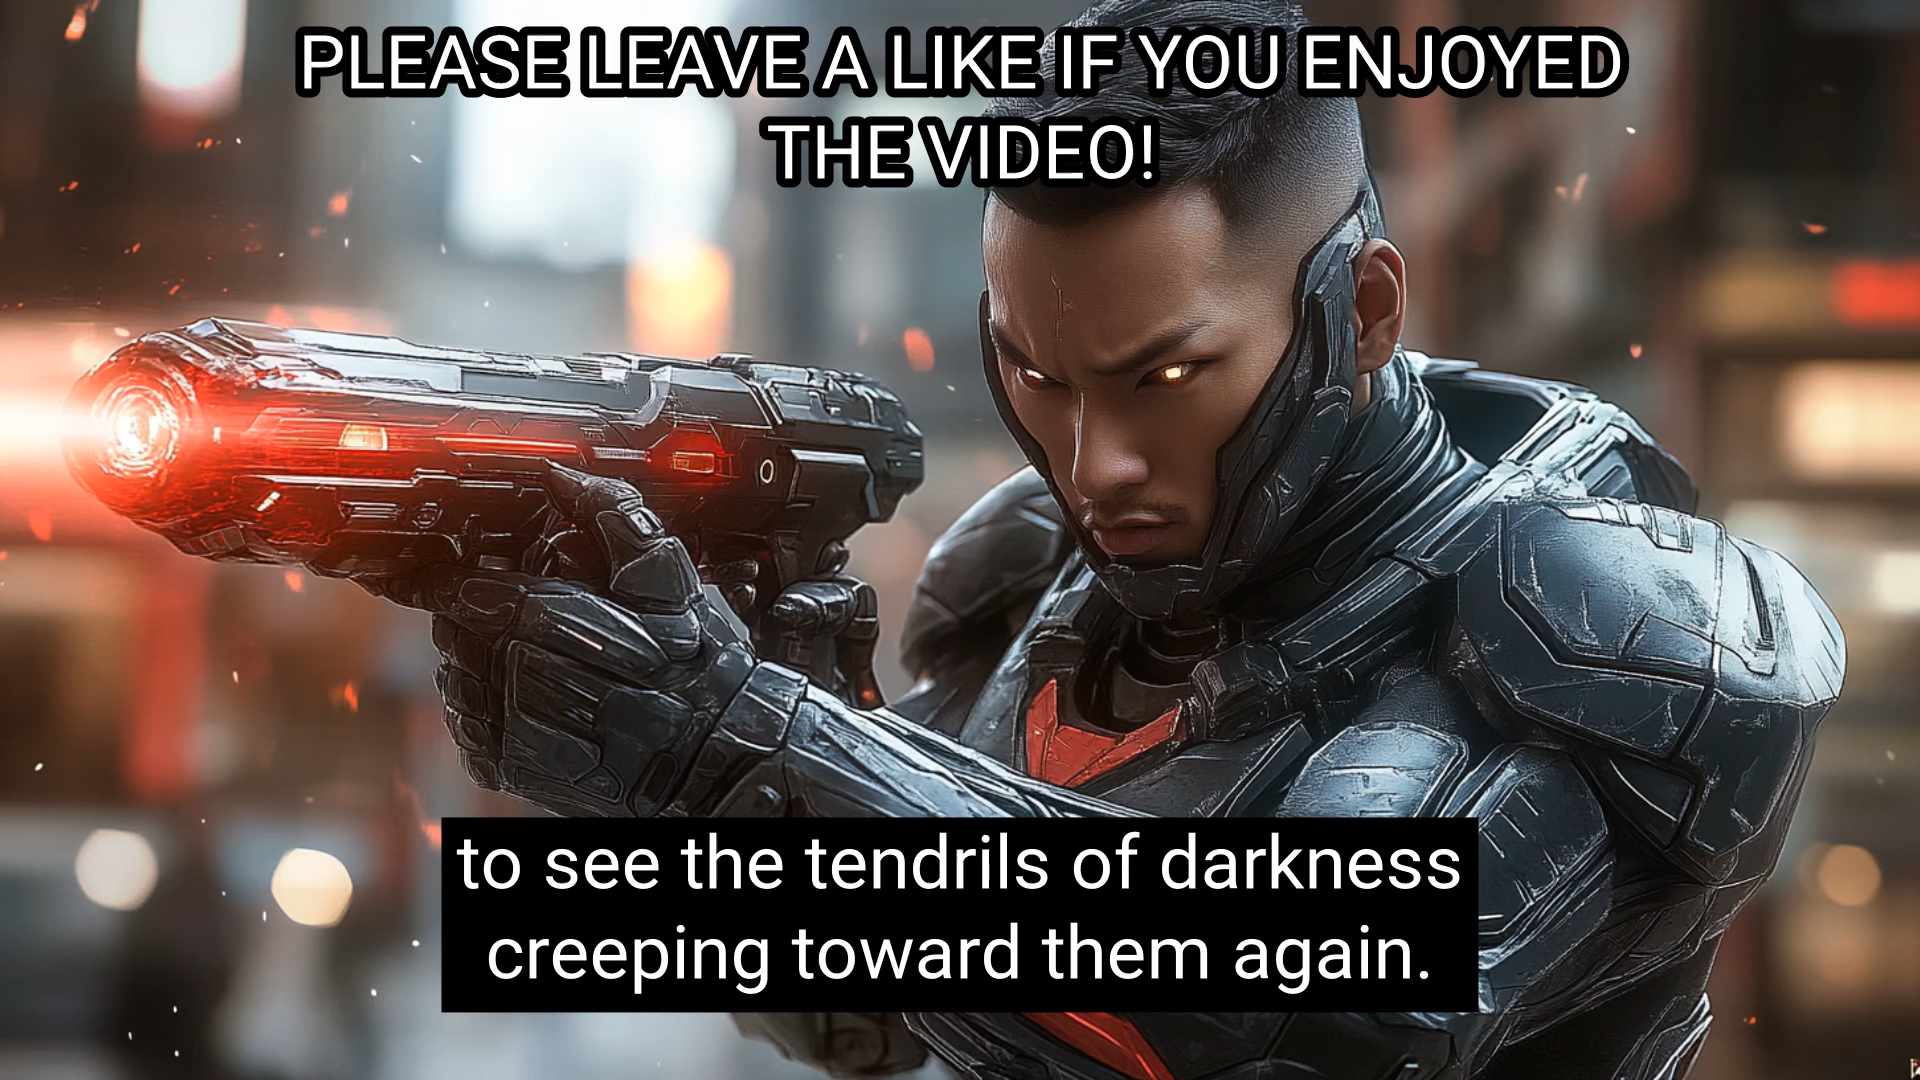 PLEASE LEAVE A LIKE IF YOU ENJOYED
THE VIDEO!
to see the tendrils of darkness
creeping toward them again.